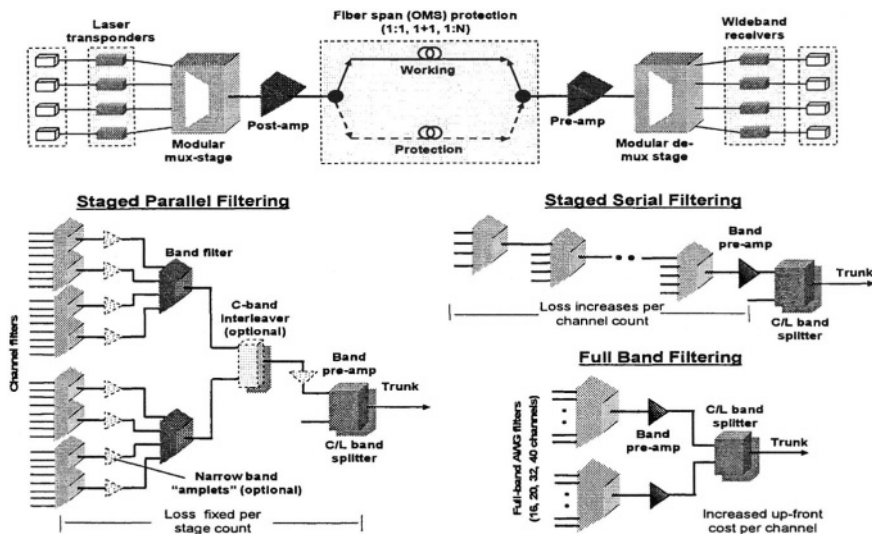 Fiber span (OMS) protection
(1:1, 1+1, 1:N)
Laser
transponders
Wideband
receivers
Working
Post-amp
Pre-amp
Protection
Modular
mux-stage
Modular de-
mux stage
Staged Parallel Filtering
Band filter
C-band
interleaver
(optional)
Channel filters
Band
pre-amp
Trunk
C/L band
splitter
Narrow band
"amplets" (optional)
Loss fixed per
stage count
Staged Serial Filtering
Band
pre-amp
Trunk
Loss increases per
channel count
C/L band
splitter
Full Band Filtering
Full-band AWG filters
(16, 20, 32, 40 channels)
C/L band
splitter
Band
pre-amp
Trunk
Increased up-front
cost per channel